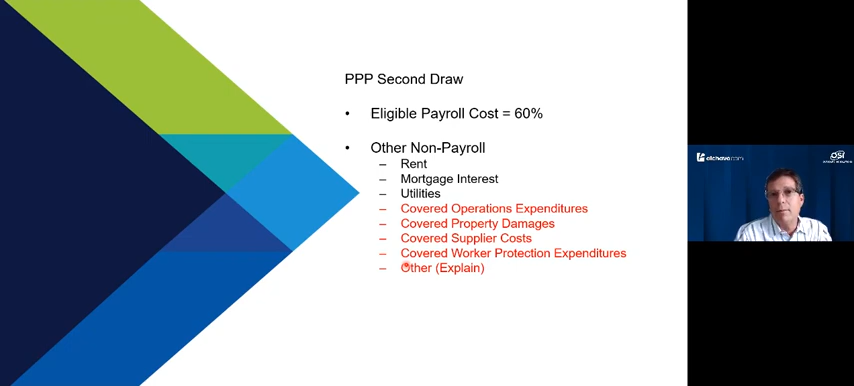 PPP Second Draw
• Eligible Payroll Cost = 60%
• Other Non-Payroll
– Rent
– Mortgage Interest
– Utilities
– Covered Operations Expenditures
– Covered Property Damages
– Covered Supplier Costs
– Covered Worker Protection Expenditures
– Other (Explain)